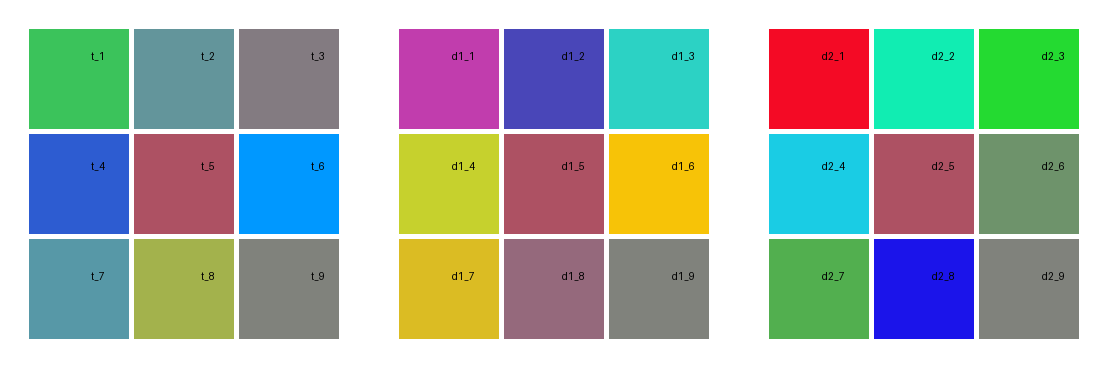 t_1 t_2 t_3 d1_1 d1_2 d1_3 d2_1 d2_2 d2_3
t_4 t_5 t_6 d1_4 d1_5 d1_6 d2_4 d2_5 d2_6
t_7 t_8 t_9 d1_7 d1_8 d1_9 d2_7 d2_8 d2_9